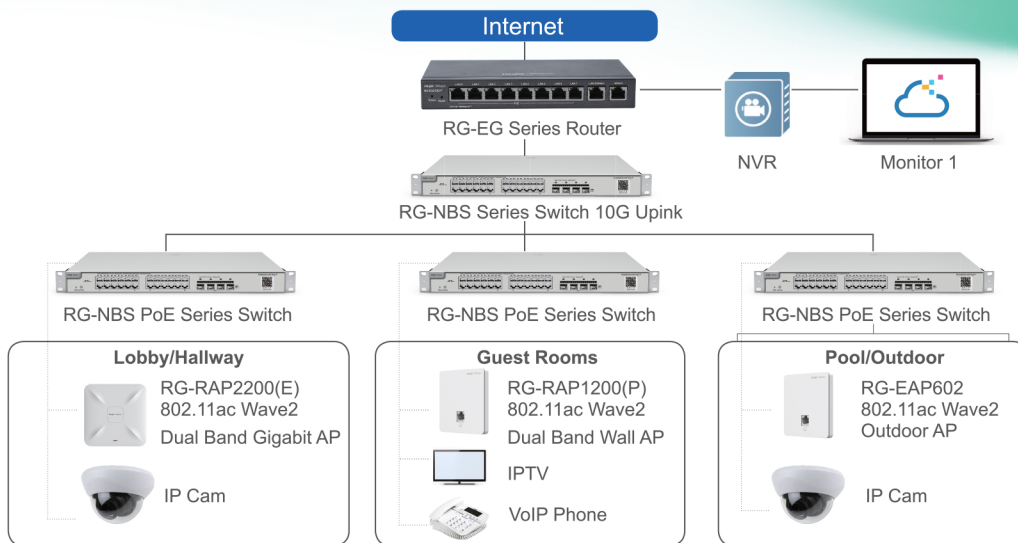 Internet
RG-EG Series Router
NVR
Monitor 1
RG-NBS Series Switch 10G Upink
RG-NBS PoE Series Switch
RG-NBS PoE Series Switch
RG-NBS PoE Series Switch
Lobby/Hallway
RG-RAP2200(E)
802.11ac Wave2
Dual Band Gigabit AP
IP Cam
Guest Rooms
RG-RAP1200(P)
802.11ac Wave2
Dual Band Wall AP
IPTV
VoIP Phone
Pool/Outdoor
RG-EAP602
802.11ac Wave2
Outdoor AP
IP Cam